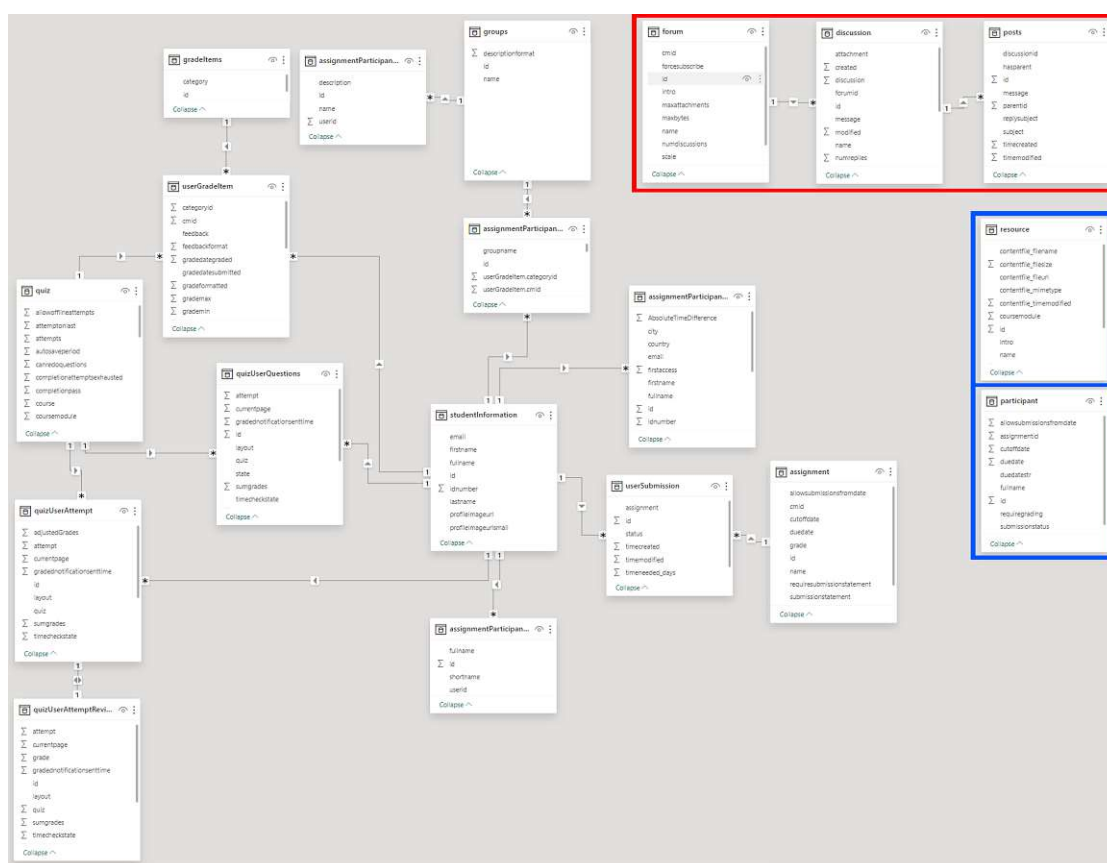 gradeItems
category
id
Collapse
assignmentParticipan...
description
id
name
Σ userid
Collapse
groups
Σ descriptionformat
id
name
Collapse
forum
cmid
forcesubscribe
id
intro
maxattachments
maxbytes
name
numdiscussions
scale
Collapse
discussion
attachment
Σ created
Σ discussion
forumid
id
message
Σ modified
name
Σ numreplies
Collapse
posts
discussionid
hasparent
Σ id
message
Σ parentid
replysubject
subject
Σ timecreated
Σ timemodified
Collapse
1 * 1 * 1 *
1
*
userGradeItem
Σ categoryid
Σ cmid
feedback
Σ feedbackformat
Σ gradedategraded
gradedatesubmitted
Σ gradeformatted
Σ grademax
Σ grademin
Collapse
assignmentParticipan...
groupname
id
Σ userGradeItem.categoryid
Σ userGradeItem.cmid
Collapse
resource
contentfile_filename
Σ contentfile_filesize
contentfile_fileurl
contentfile_mimetype
Σ contentfile_timemodified
Σ coursemodule
Σ id
intro
name
Collapse
quiz
Σ allowofflineattempts
Σ attemptonlast
Σ attempts
Σ autosaveperiod
Σ canredoquestions
Σ completionattemptsexhausted
Σ completionpass
Σ course
Σ coursemodule
Collapse
assignmentParticipan...
Σ AbsoluteTimeDifference
city
country
email
Σ firstaccess
firstname
fullname
Σ id
Σ idnumber
Collapse
quizUserQuestions
Σ attempt
Σ currentpage
Σ gradednotificationsenttime
Σ id
layout
quiz
state
Σ sumgrades
timecheckstate
Collapse
studentInformation
email
firstname
fullname
id
Σ idnumber
lastname
profileimageurl
profileimageurlsmall
Collapse
participant
Σ allowsubmissionsfromdate
Σ assignmentid
Σ cutoffdate
Σ duedate
duedatestr
fullname
Σ id
requiregrading
submissionstatus
Collapse
userSubmission
assignment
Σ id
status
Σ timecreated
Σ timemodified
Σ timeneeded_days
Collapse
assignment
allowsubmissionsfromdate
cmid
cutoffdate
duedate
grade
id
name
requiresubmissionstatement
submissionstatement
Collapse
quizUserAttempt
Σ adjustedGrades
Σ attempt
Σ currentpage
Σ gradednotificationsenttime
id
layout
quiz
Σ sumgrades
Σ timecheckstate
Collapse
assignmentParticipan...
fullname
Σ id
shortname
userid
Collapse
quizUserAttemptRevi...
Σ attempt
Σ currentpage
Σ grade
Σ gradednotificationsenttime
id
layout
Σ quiz
Σ sumgrades
Σ timecheckstate
Collapse